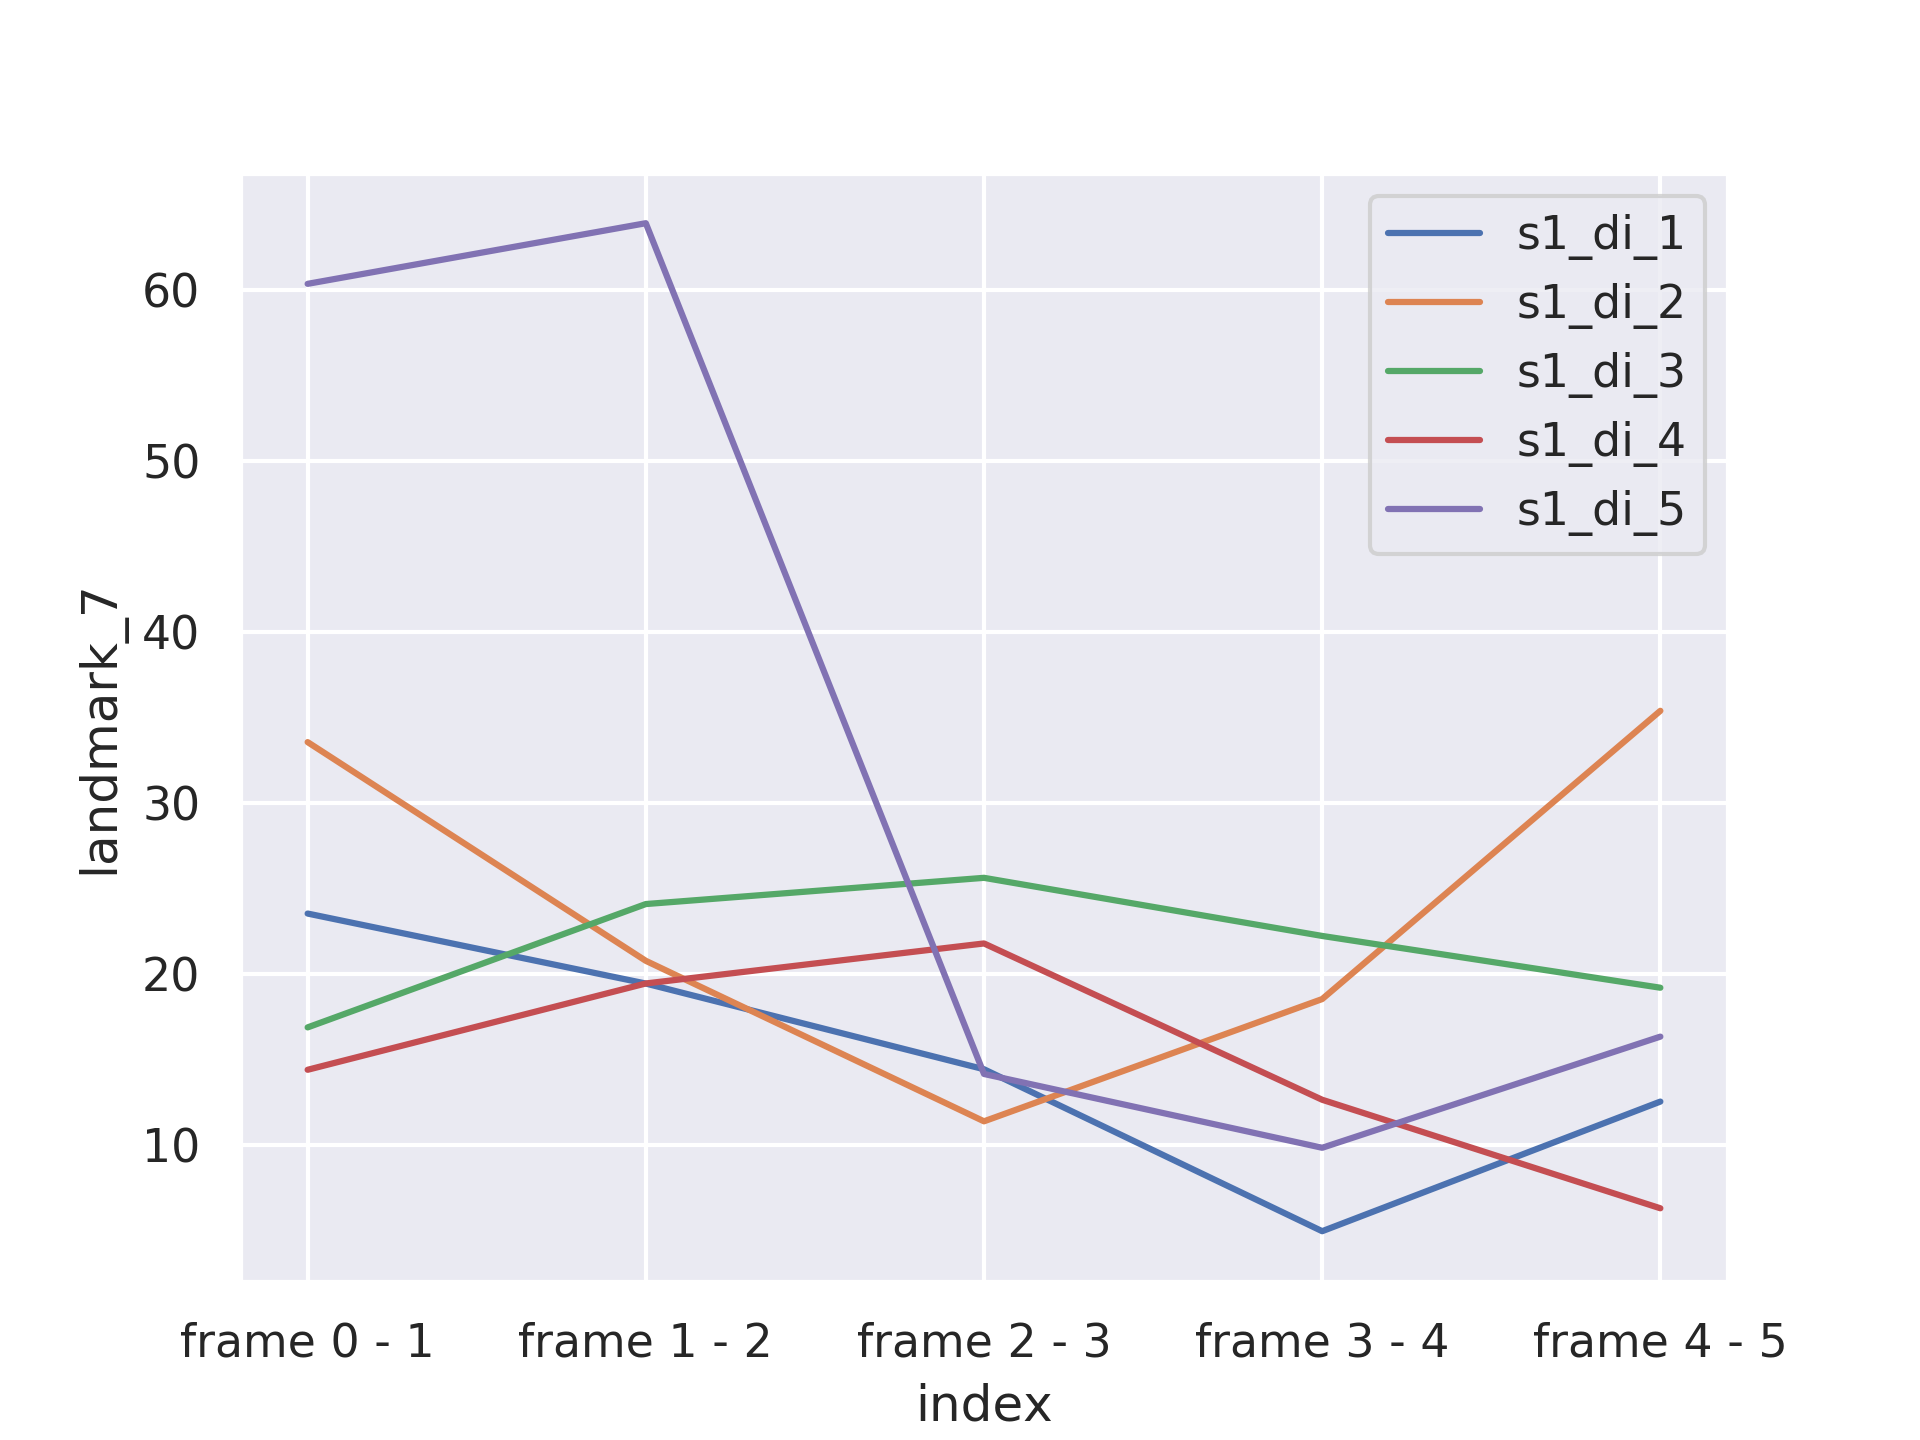 s1_di_1
s1_di_2
s1_di_3
s1_di_4
s1_di_5
landmark_7
60
50
40
30
20
10
frame 0 - 1
frame 1 - 2
frame 2 - 3
frame 3 - 4
frame 4 - 5
index